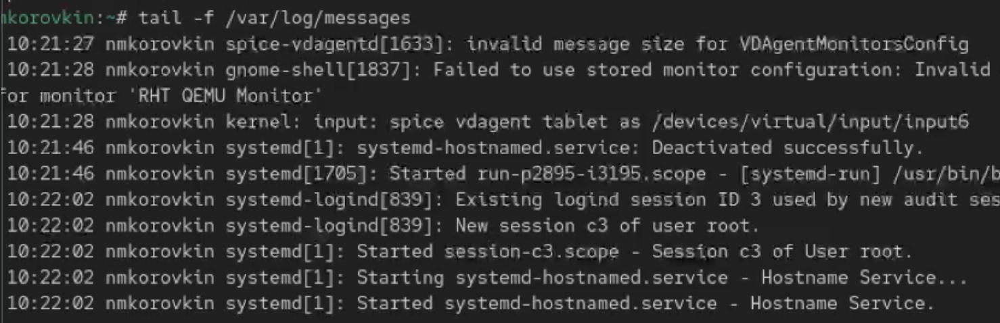 korovkin:~# tail -f /var/log/messages
10:21:27 nmkorovkin spice-vdagentd[1633]: invalid message size for VDAgentMonitorsConfig
10:21:28 nmkorovkin gnome-shell[1837]: Failed to use stored monitor configuration: Invalid
for monitor 'RHT QEMU Monitor'
10:21:28 nmkorovkin kernel: input: spice vdagent tablet as /devices/virtual/input/input6
10:21:46 nmkorovkin systemd[1]: systemd-hostnamed.service: Deactivated successfully.
10:21:46 nmkorovkin systemd[1705]: Started run-p2895-i3195.scope - [systemd-run] /usr/bin/b
10:22:02 nmkorovkin systemd-logind[839]: Existing logind session ID 3 used by new audit ses
10:22:02 nmkorovkin systemd-logind[839]: New session c3 of user root.
10:22:02 nmkorovkin systemd[1]: Started session-c3.scope - Session c3 of User root.
10:22:02 nmkorovkin systemd[1]: Starting systemd-hostnamed.service - Hostname Service...
10:22:02 nmkorovkin systemd[1]: Started systemd-hostnamed.service - Hostname Service.